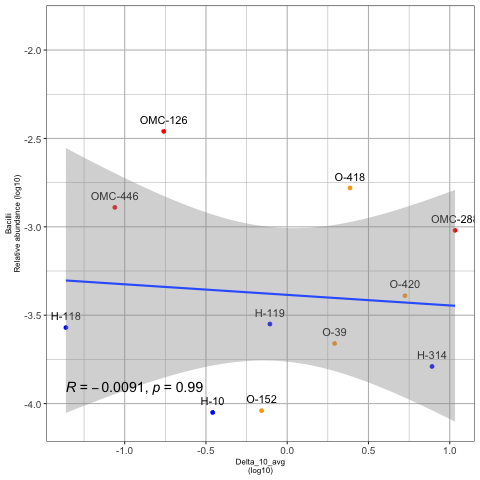 -2.0
-2.5
-3.0
-3.5
-4.0
Bacilli
Relative abundance (log10)
OMC-126
O-418
OMC-446
OMC-288
O-420
H-118
H-119
O-39
H-314
R = −0.0091, p = 0.99
H-10
O-152
-1.0
-0.5
0.0
0.5
1.0
Delta_10_avg
(log10)